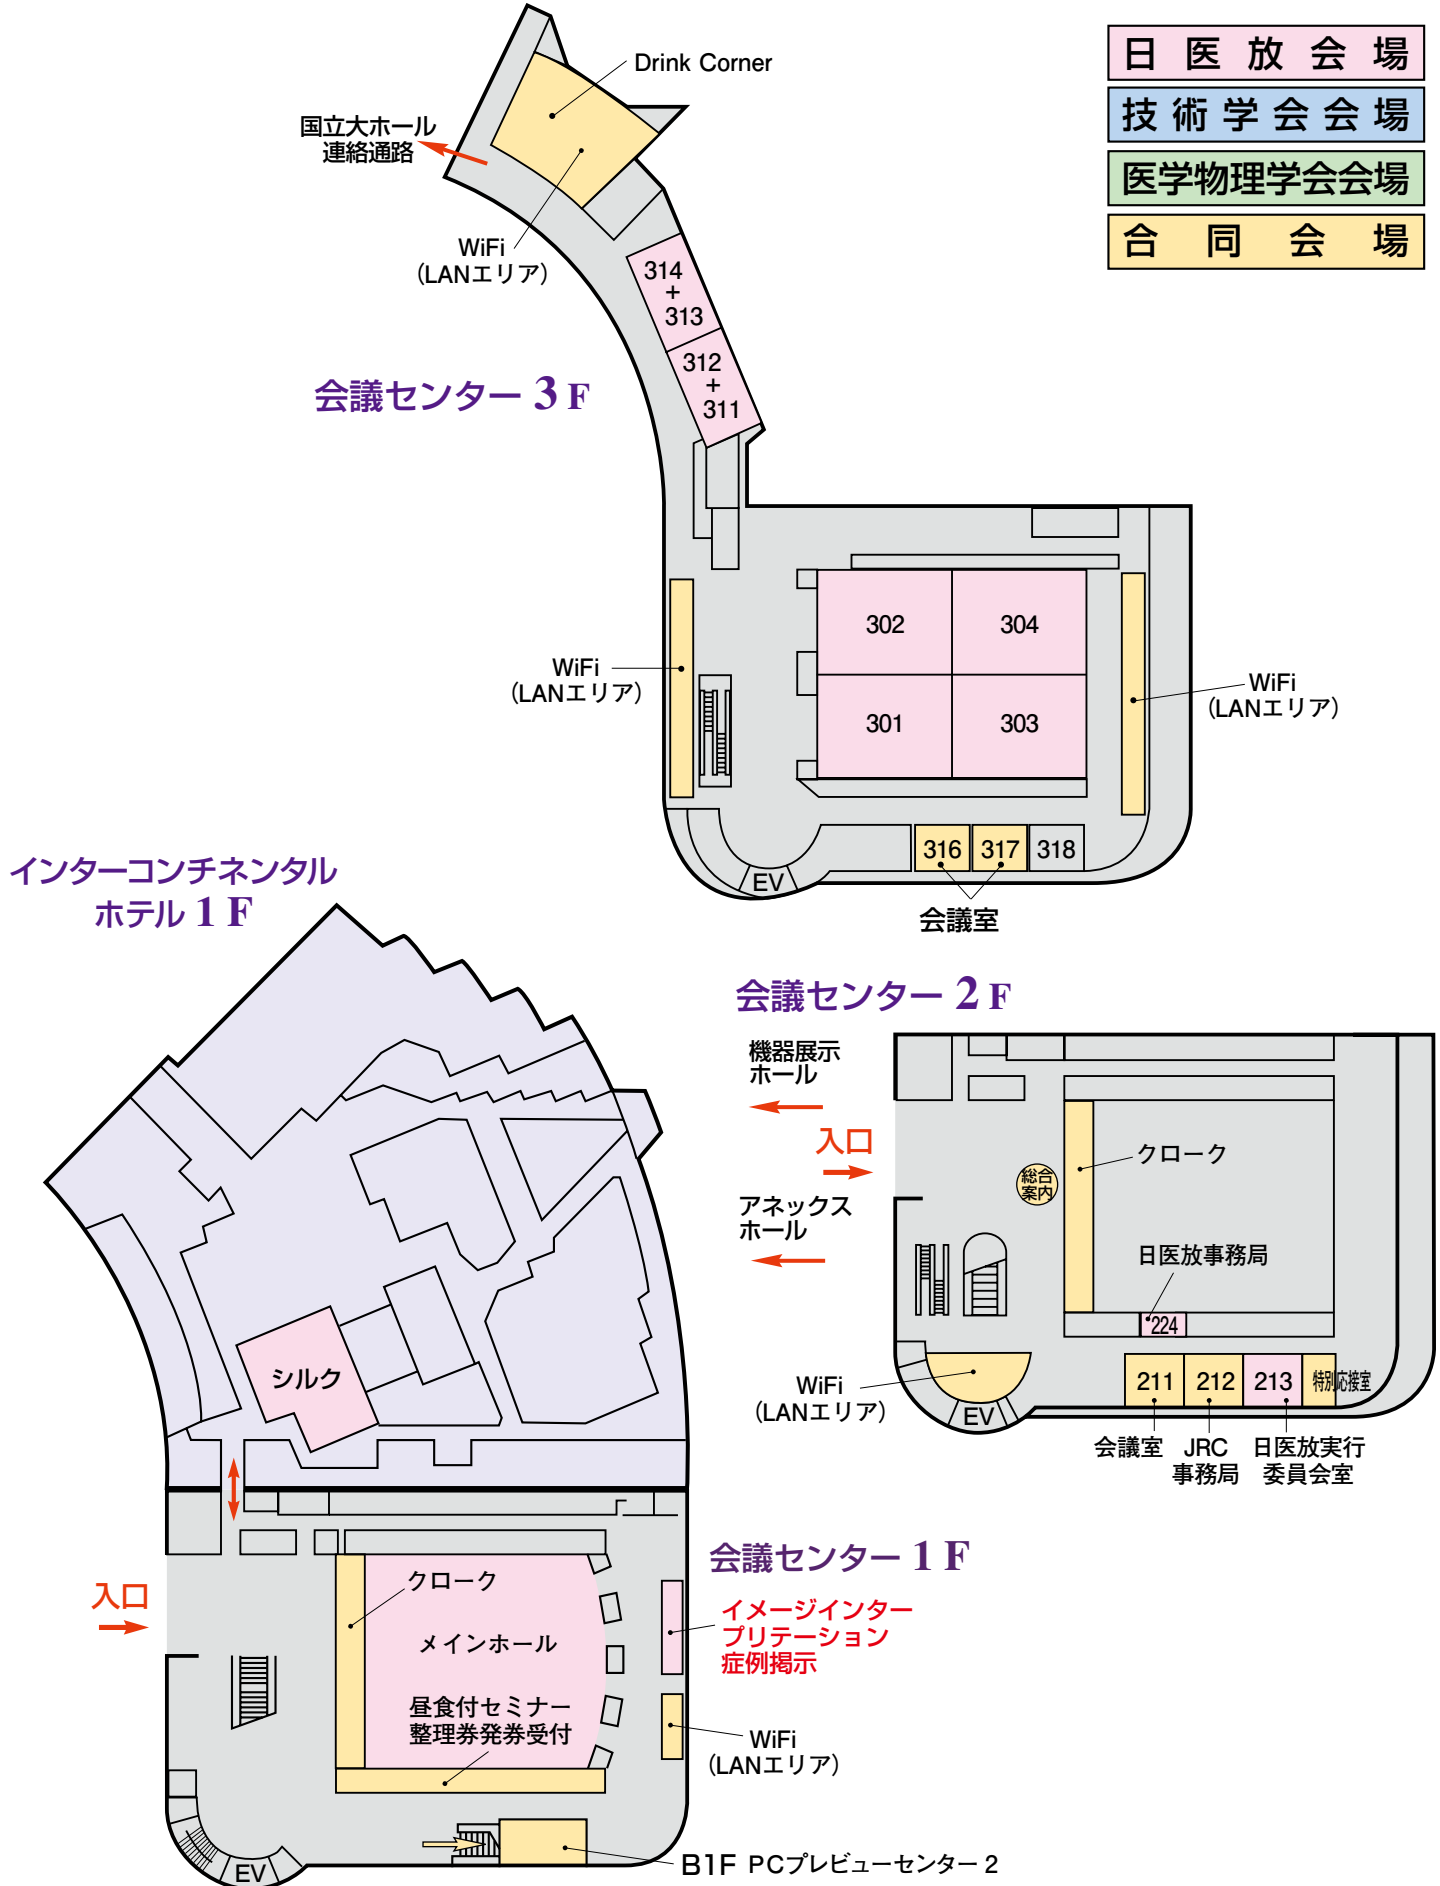 日医放会場
技術学会会場
医学物理学会会場
合同会場
Drink Corner
国立大ホール
連絡通路
WiFi
(LANエリア)
314
+
313
312
+
311
会議センター 3 F
302
304
301
303
WiFi
(LANエリア)
WiFi
(LANエリア)
316
317
318
EV
会議室
インターコンチネンタル
ホテル 1 F
シルク
会議センター 2 F
機器展示
ホール
入口
アネックス
ホール
総合
案内
クローク
日医放事務局
224
WiFi
(LANエリア)
EV
211
212
213
特別応接室
会議室
JRC
事務局
日医放実行
委員会室
会議センター 1 F
入口
クローク
メインホール
昼食付セミナー
整理券発券受付
イメージインター
プリテーション
症例掲示
WiFi
(LANエリア)
EV
B1F PCプレビューセンター 2